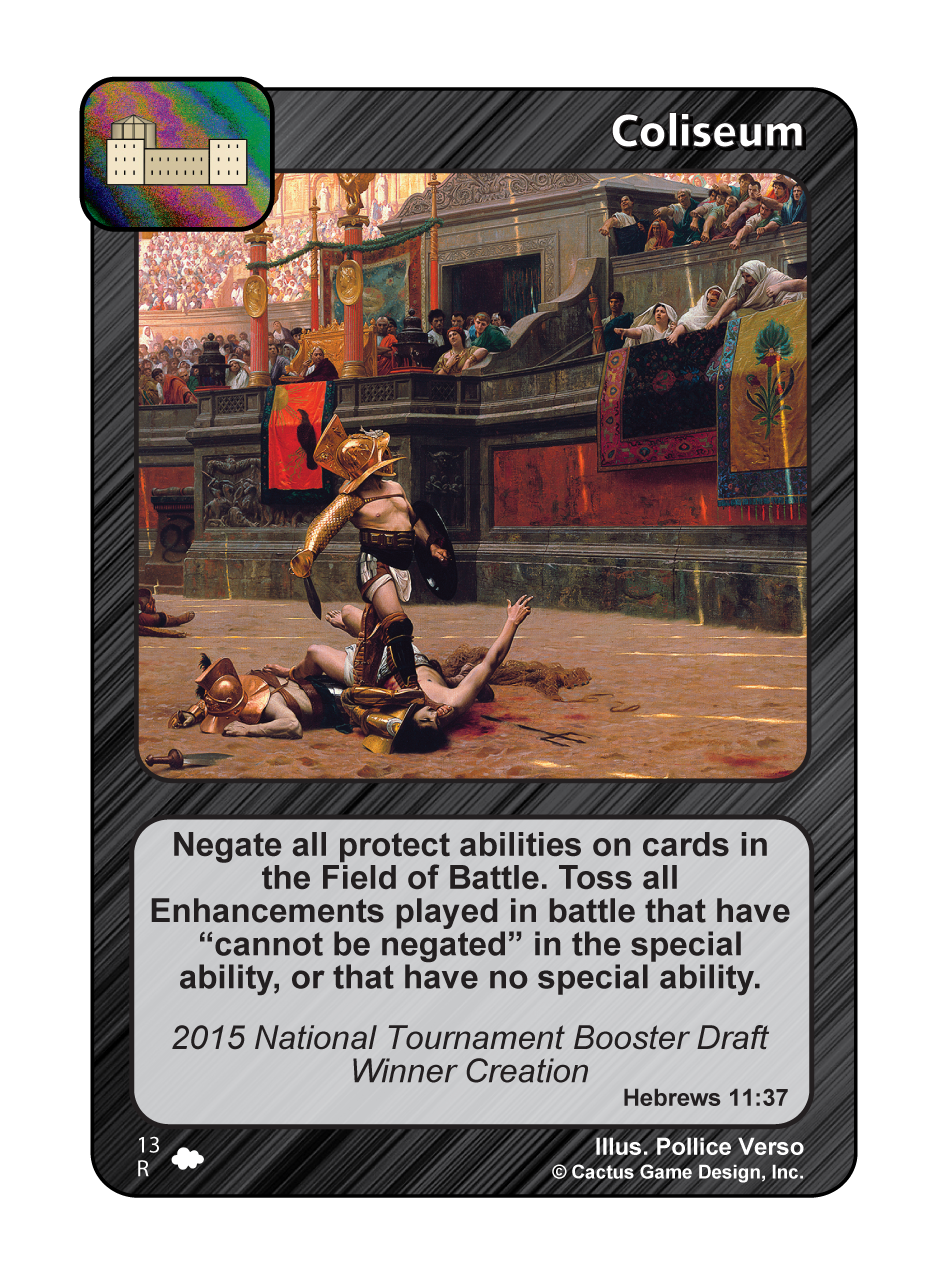 Coliseum
Negate all protect abilities on cards in
the Field of Battle. Toss all
Enhancements played in battle that have
“cannot be negated” in the special
ability, or that have no special ability.
2015 National Tournament Booster Draft
Winner Creation
Hebrews 11:37
13
R
Illus. Pollice Verso
© Cactus Game Design, Inc.